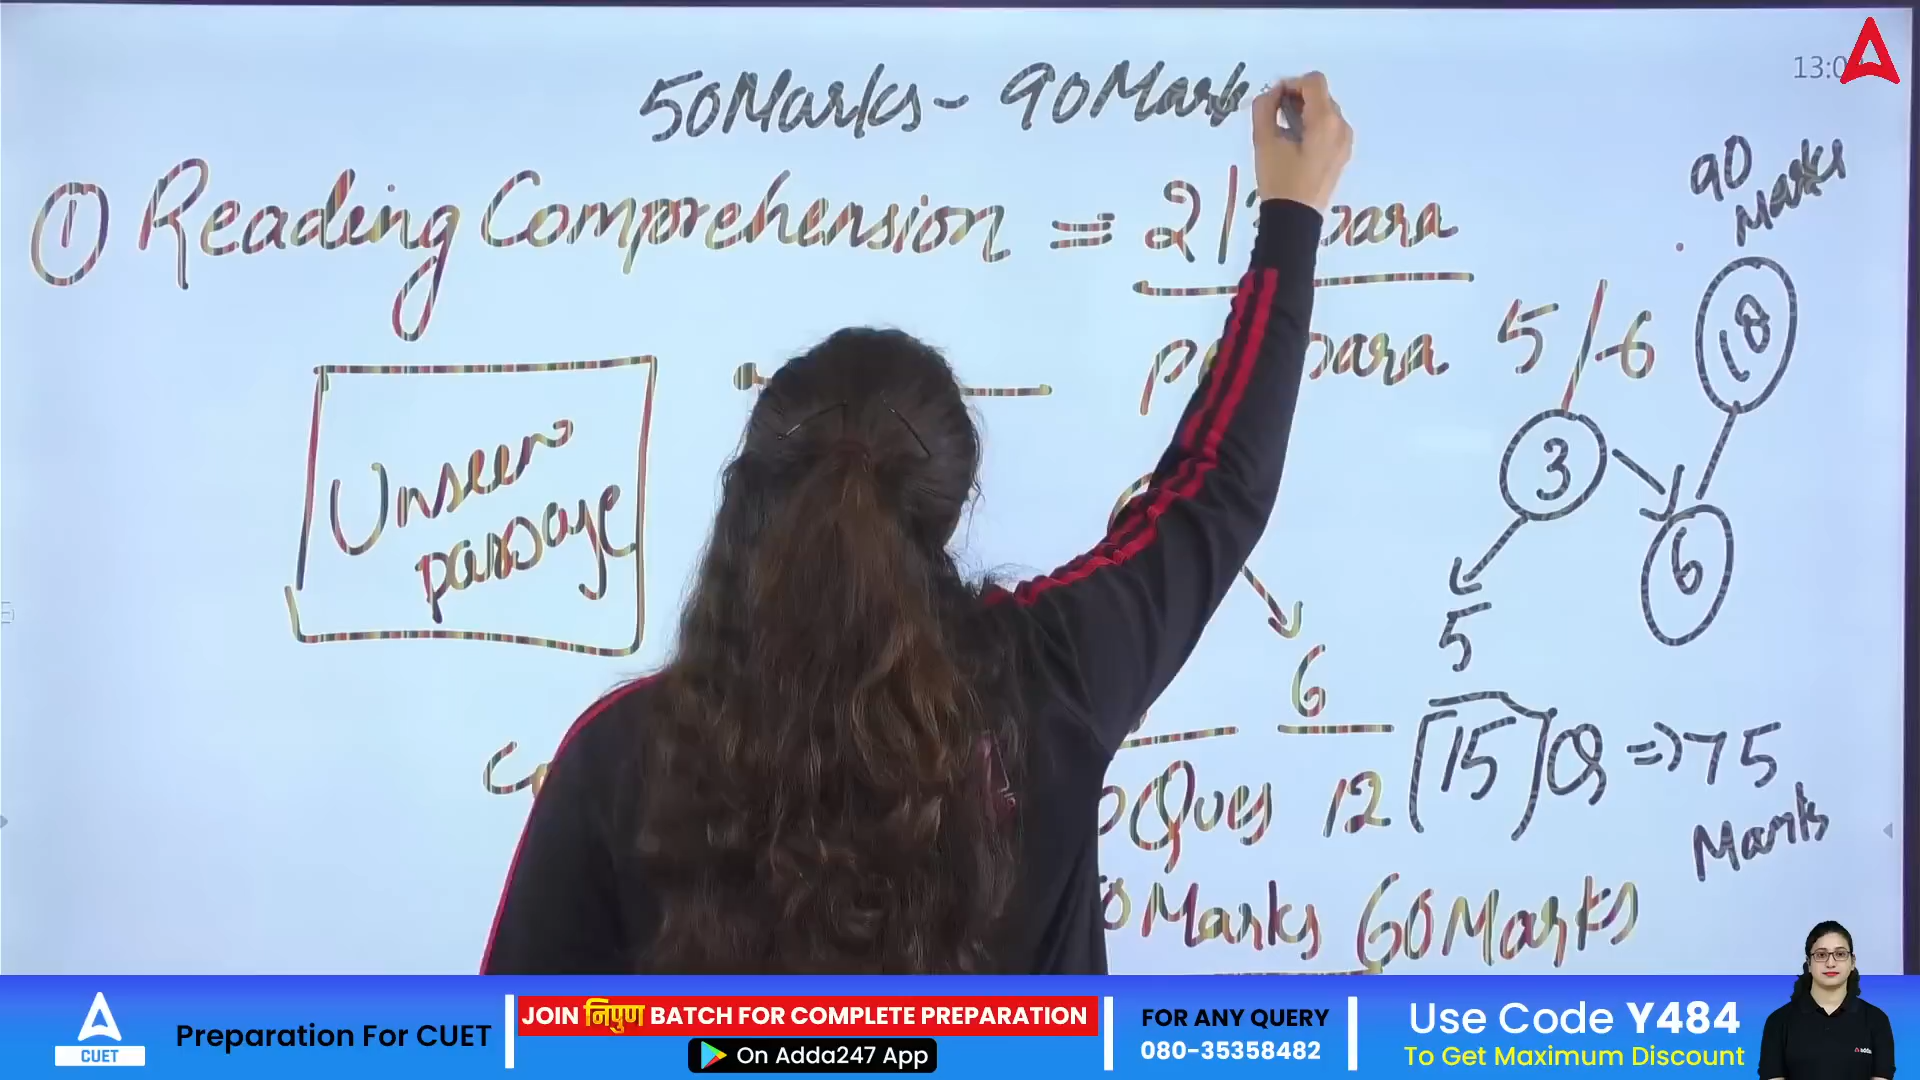 50Marks - 90Marks
13:0
90
Marks
① Reading Comprehension = 2/ para
para 5/6
18
Unseen
passage
3
6
5
6
Ques 12 [15]Q => 75
Marks
0Marks 60Marks
CUET
Preparation For CUET
JOIN निपुण BATCH FOR COMPLETE PREPARATION
On Adda247 App
FOR ANY QUERY
080-35358482
Use Code Y484
To Get Maximum Discount